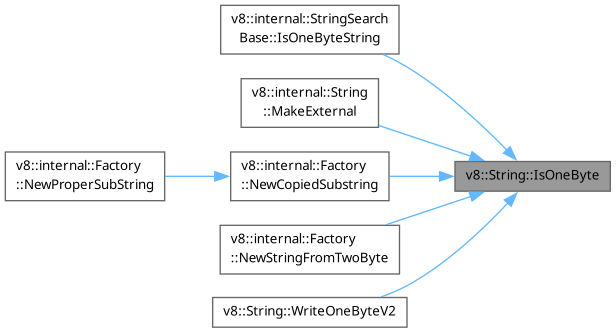 v8::internal::StringSearch
Base::IsOneByteString
v8::internal::String
::MakeExternal
v8::internal::Factory
::NewProperSubString
v8::internal::Factory
::NewCopiedSubstring
v8::String::IsOneByte
v8::internal::Factory
::NewStringFromTwoByte
v8::String::WriteOneByteV2